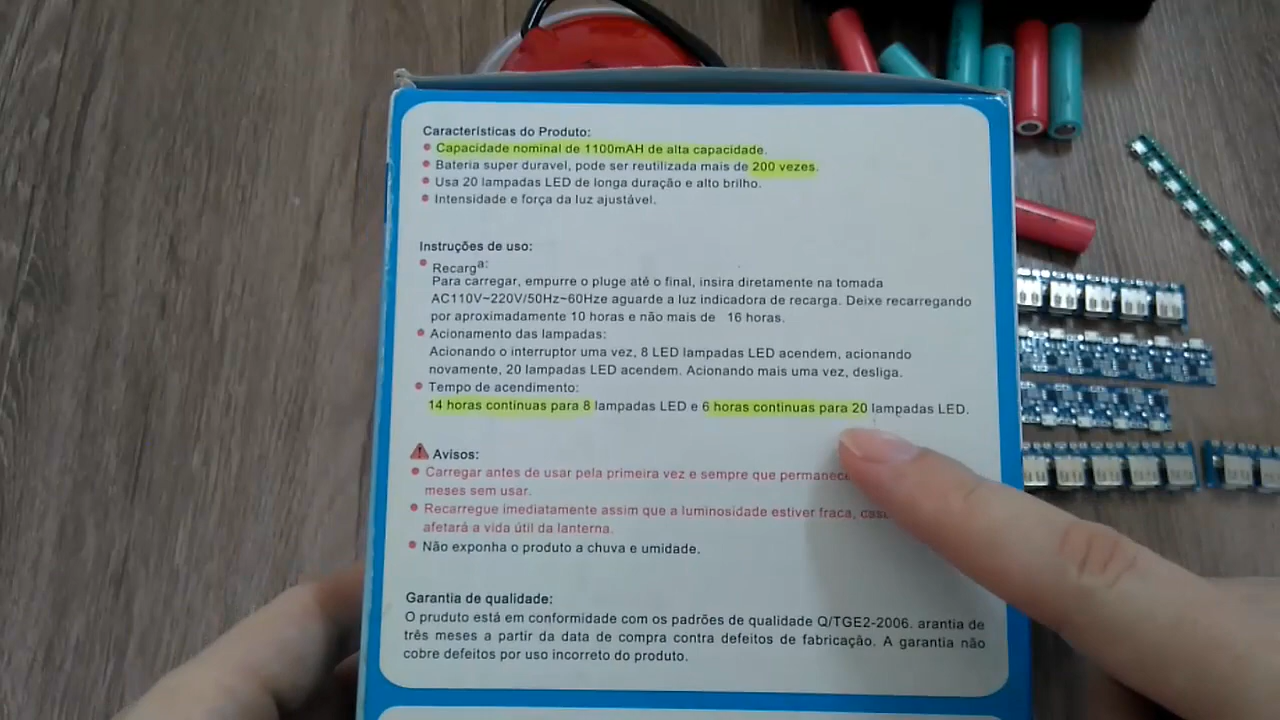 Características do Produto:
Capacidade nominal de 1100mAH de alta capacidade.
Bateria super duravel, pode ser reutilizada mais de 200 vezes.
Usa 20 lampadas LED de longa duração e alto brilho.
Intensidade e força da luz ajustável.
Instruções de uso:
Recarga:
Para carregar, empurre o pluge até o final, insira diretamente na tomada
AC110V~220V/50Hz~60Hze aguarde a luz indicadora de recarga. Deixe recarregando
por aproximadamente 10 horas e não mais de 16 horas.
Acionamento das lampadas:
Acionando o interruptor uma vez, 8 LED lampadas LED acendem, acionando
novamente, 20 lampadas LED acendem. Acionando mais uma vez, desliga.
Tempo de acendimento:
14 horas continuas para 8 lampadas LED e 6 horas continuas para 20 lampadas LED.
Avisos:
Carregar antes de usar pela primeira vez e sempre que
meses sem usar.
Recarregue imediatamente assim que a luminosidade estiver fraca,
afetará a vida útil da lanterna.
Não exponha o produto a chuva e umidade.
Garantia de qualidade:
O pruduto está em conformidade com os padrões de qualidade Q/TGE2-2006. arantia de
três meses a partir da data de compra contra defeitos de fabricação. A garantia não
cobre defeitos por uso incorreto do produto.